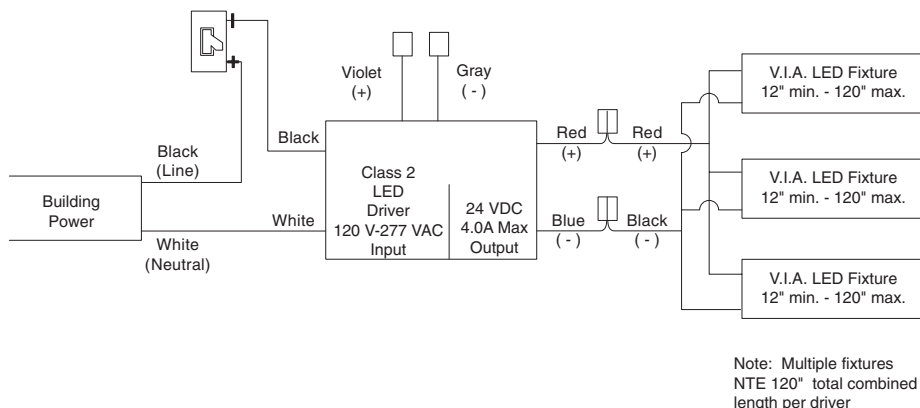 Violet
(+)
Gray
( - )
Black
(Line)
Black
Building
Power
White
(Neutral)
White
Class 2
LED
Driver
120 V-277 VAC
Input
24 VDC
4.0A Max
Output
Red
(+)
Red
(+)
Blue
( - )
Black
( - )
V.I.A. LED Fixture
12" min. - 120" max.
V.I.A. LED Fixture
12" min. - 120" max.
V.I.A. LED Fixture
12" min. - 120" max.
Note: Multiple fixtures
NTE 120" total combined
length per driver